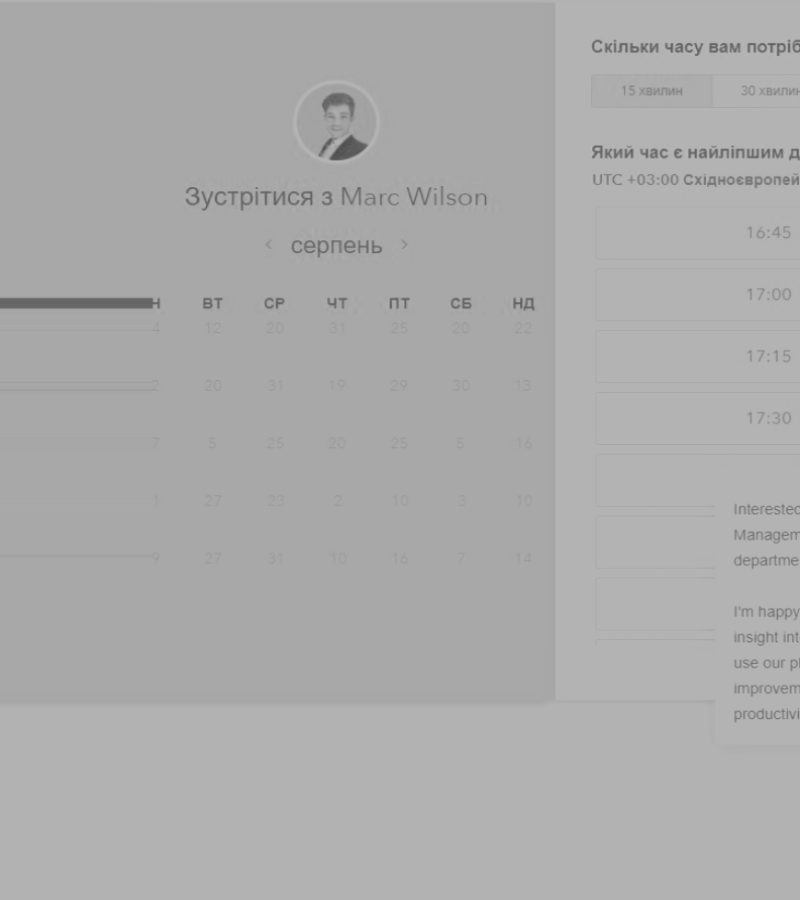 Зустрітися з Marc Wilson
‹ серпень ›
Н ВТ СР ЧТ ПТ СБ НД
4 12 20 31 25 20 22
2 20 31 19 29 30 13
7 5 25 20 25 5 16
1 27 23 2 10 3 10
9 27 31 10 16 7 14
Скільки часу вам потріб
15 хвилин 30 хвилин
Який час є найліпшим д
UTC +03:00 Східноєвропей
16:45
17:00
17:15
17:30
Interested
Managem
departme
I'm happy
insight int
use our pl
improvem
productivi